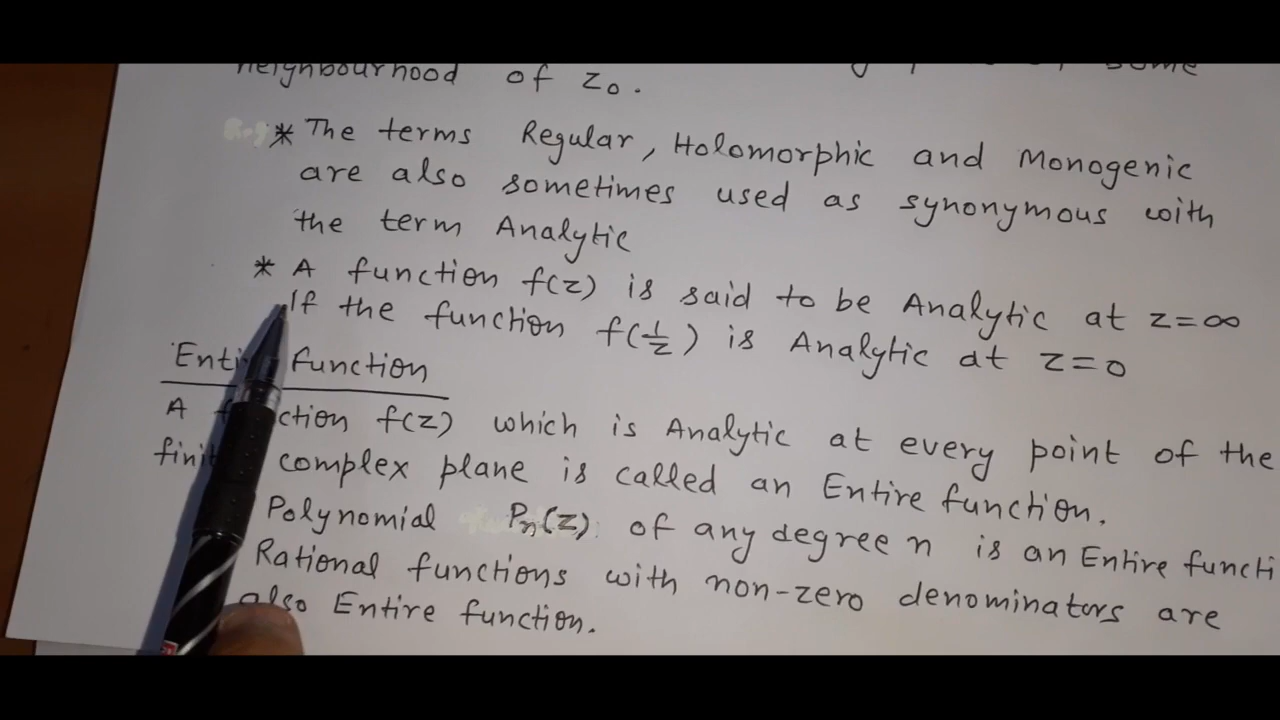 neighbourhood of z₀.
* The terms Regular, Holomorphic and Monogenic
are also sometimes used as synonymous with
the term Analytic
* A function f(z) is said to be Analytic at z=∞
If the function f(1/z) is Analytic at z=0
function
A f(z) which is Analytic at every point of the
complex plane is called an Entire function.
Polynomial Pₙ(z) of any degree n is an Entire functi
Rational functions with non-zero denominators are
also Entire function.